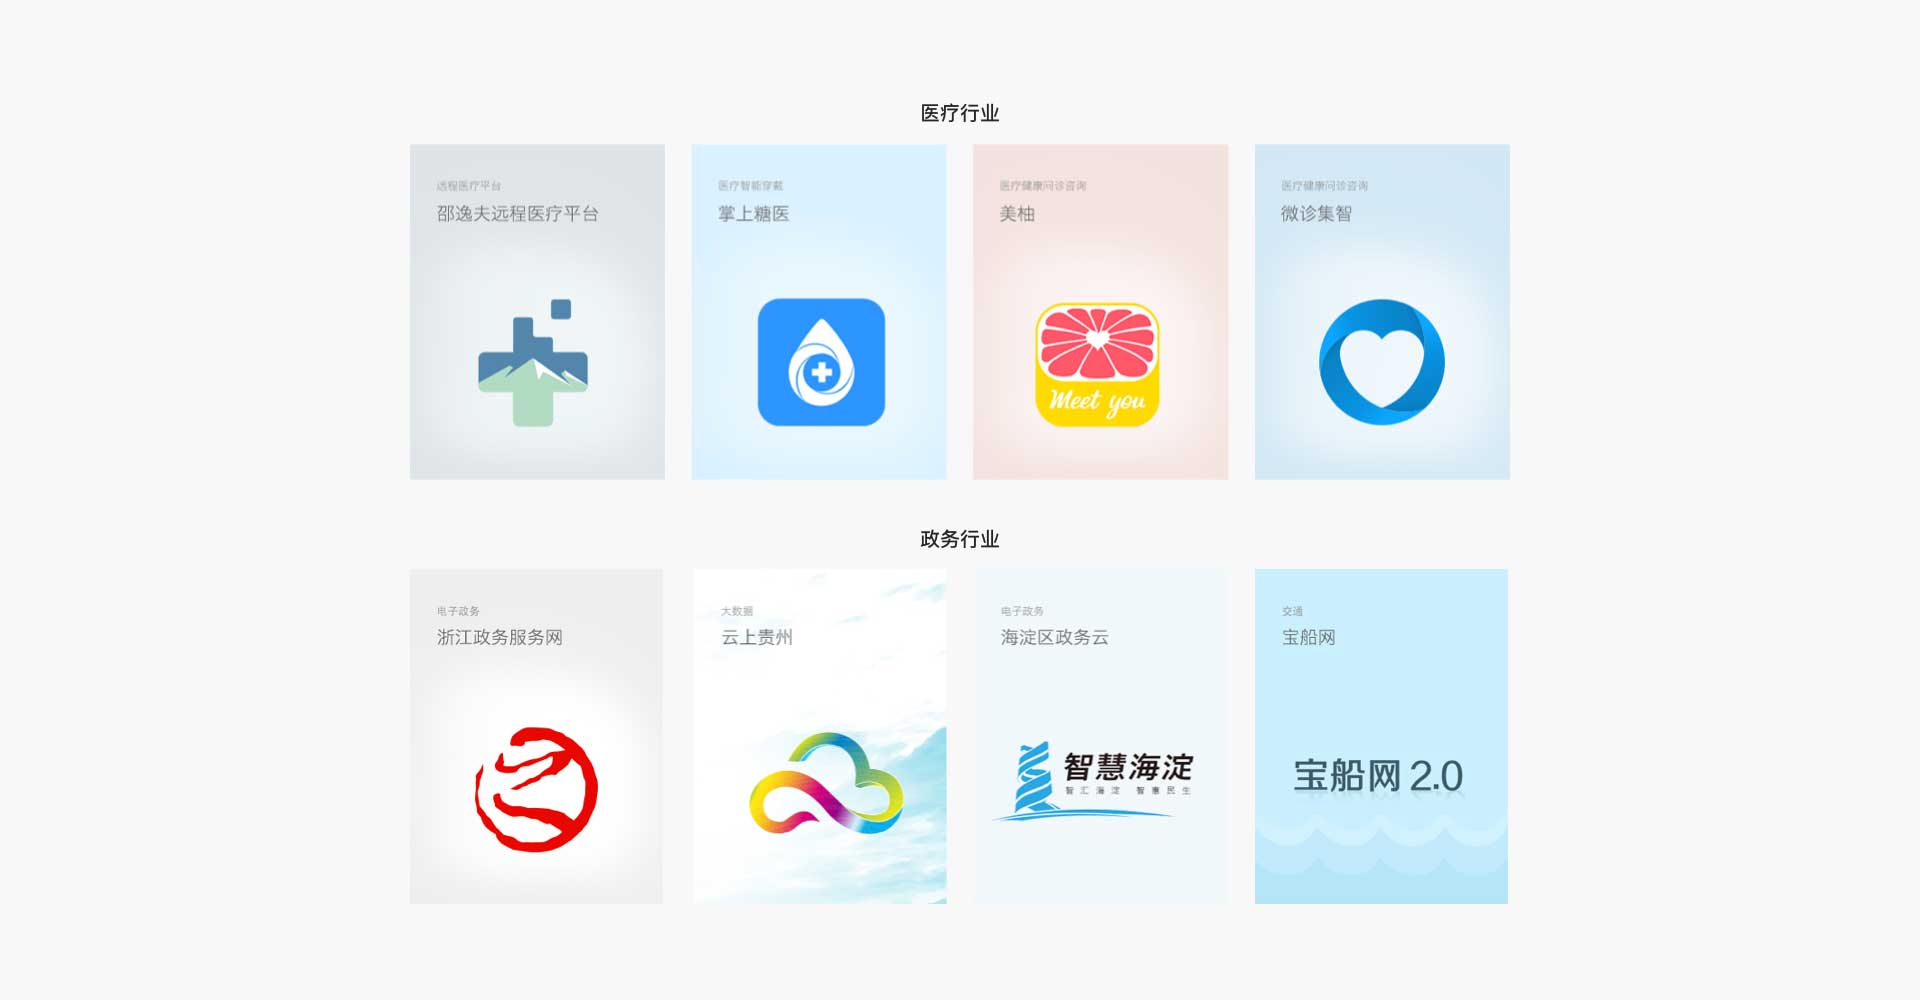 医疗行业
远程医疗平台
邵逸夫远程医疗平台
医疗智能穿戴
掌上糖医
医疗健康问诊咨询
美柚
Meet you
医疗健康问诊咨询
微诊集智
政务行业
电子政务
浙江政务服务网
大数据
云上贵州
电子政务
海淀区政务云
智慧海淀
智汇海淀 智惠民生
交通
宝船网
宝船网 2.0